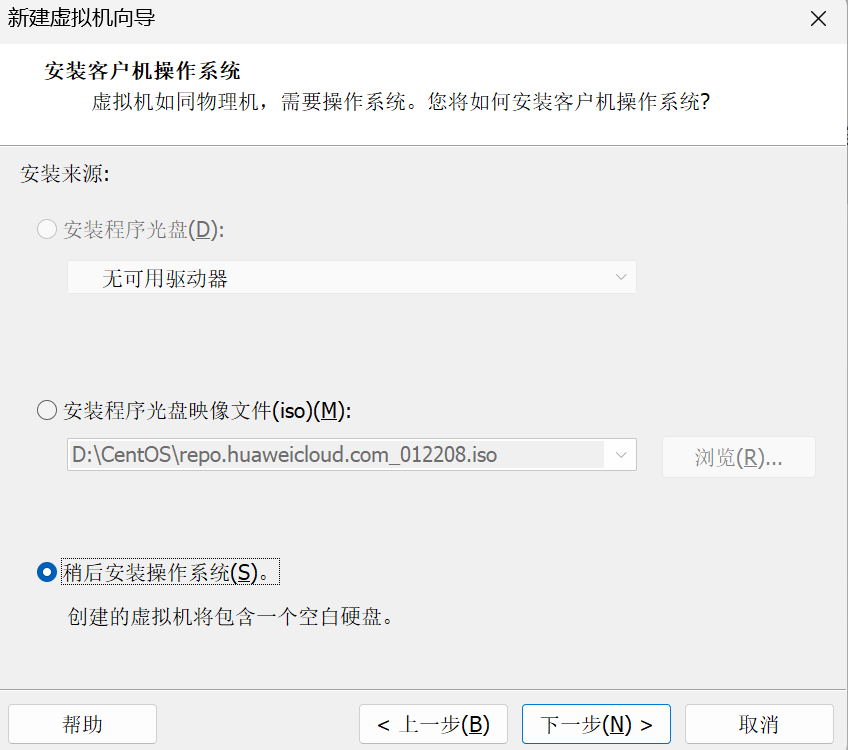 新建虚拟机向导
安装客户机操作系统
虚拟机如同物理机，需要操作系统。您将如何安装客户机操作系统?
安装来源:
安装程序光盘(D):
无可用驱动器
安装程序光盘映像文件(iso)(M):
D:\CentOS\repo.huaweicloud.com_012208.iso
浏览(R)...
稍后安装操作系统(S)。
创建的虚拟机将包含一个空白硬盘。
帮助
< 上一步(B)
下一步(N) >
取消